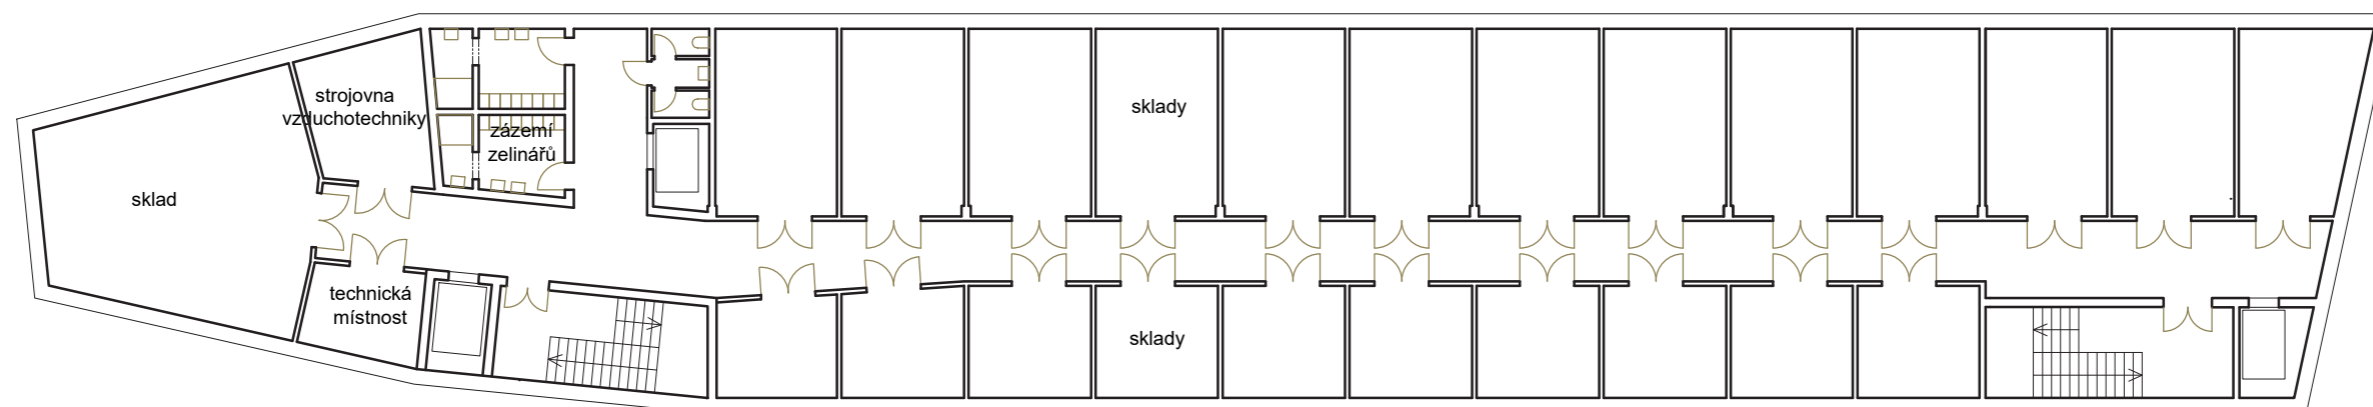 strojovna
vzduchotechniky
zázemí
zelinářů
sklady
sklad
technická
místnost
sklady